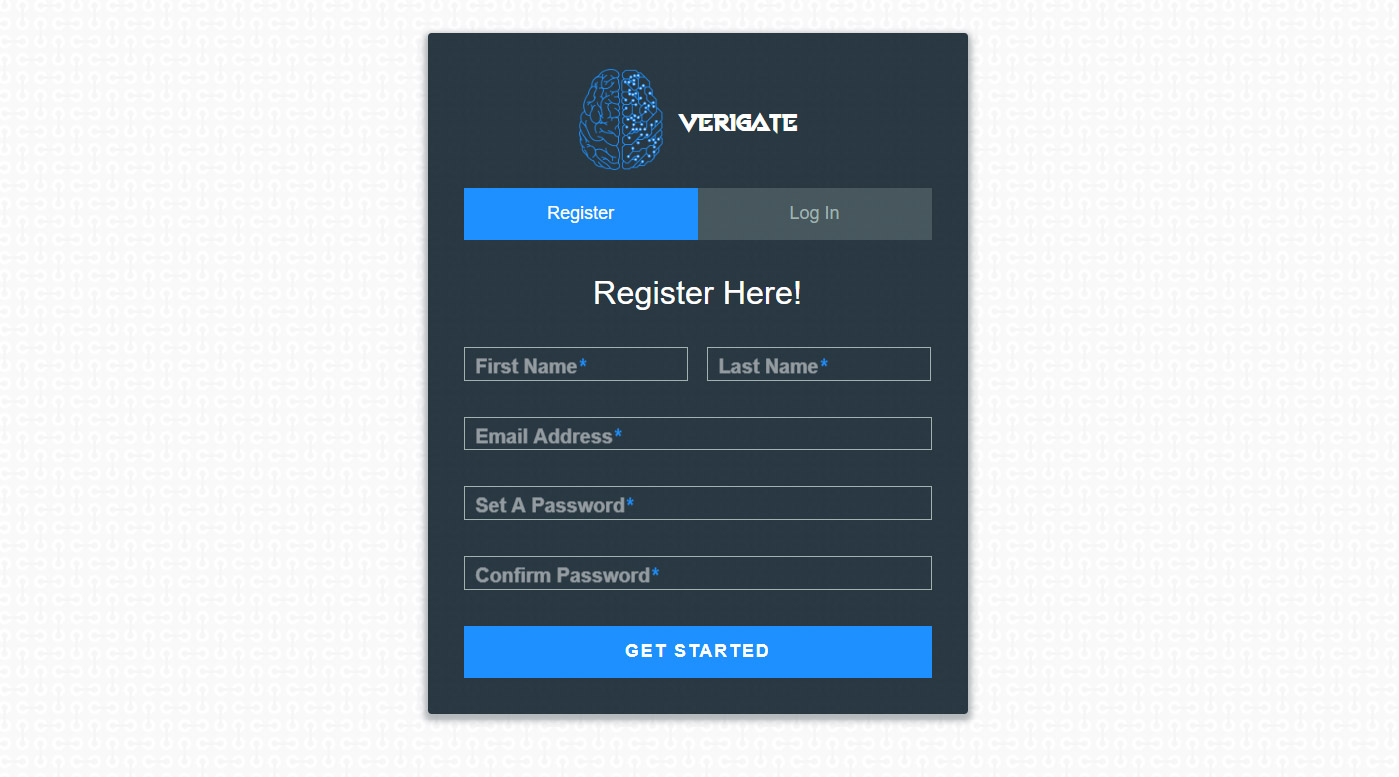 VERIGATE
Register Log In
Register Here!
First Name* Last Name*
Email Address*
Set A Password*
Confirm Password*
GET STARTED